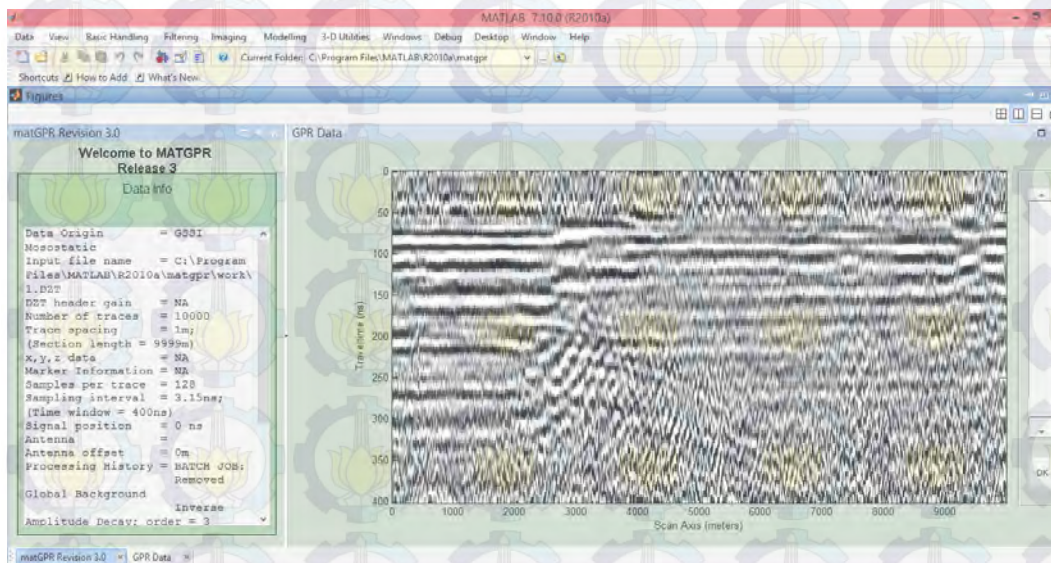 MATLAB 7.10.0 (R2010a)
Data View Basic Handling Filtering Imaging Modelling 3-D Utilities Windows Debug Desktop Window Help
Current Folder: C:\Program Files\MATLAB\R2010a\matgpr
Shortcuts How to Add What's New
Figures
matGPR Revision 3.0
GPR Data
Welcome to MATGPR
Release 3
Data info
Data Origin = GSSI
Monostatic
Input file name = C:\Program
Files\MATLAB\R2010a\matgpr\work\
1.DZT
DZT header gain = NA
Number of traces = 10000
Trace spacing = 1m;
(Section length = 9999m)
x,y,z data = NA
Marker Information = NA
Samples per trace = 128
Sampling interval = 3.15ns;
(Time window = 400ns)
Signal position = 0 ns
Antenna =
Antenna offset = 0m
Processing History = BATCH JOB:
Removed
Global Background
Inverse
Amplitude Decay; order = 3
Traveltime (ns)
0
50
100
150
200
250
300
350
400
0 1000 2000 3000 4000 5000 6000 7000 8000 9000
Scan Axis (meters)
OK
matGPR Revision 3.0 GPR Data